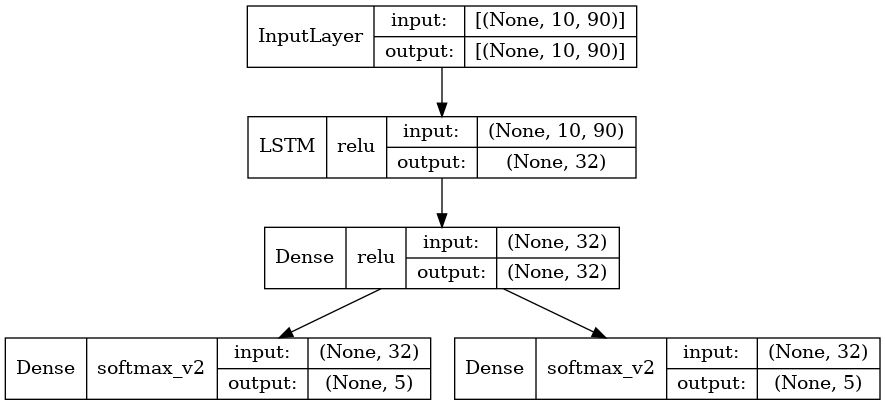 InputLayer input: [(None, 10, 90)]
output: [(None, 10, 90)]
LSTM relu input: (None, 10, 90)
output: (None, 32)
Dense relu input: (None, 32)
output: (None, 32)
Dense softmax_v2 input: (None, 32)
output: (None, 5)
Dense softmax_v2 input: (None, 32)
output: (None, 5)